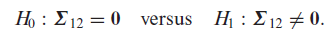 H₀ : Σ₁₂ = 0 versus H₁ : Σ₁₂ ≠ 0.